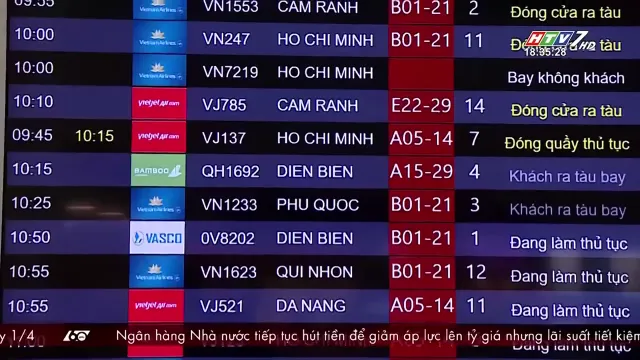 09:35 Vietnam Airlines VN1553 CAM RANH B01-21 2 Đóng cửa ra tàu
10:00 Vietnam Airlines VN247 HO CHI MINH B01-21 11 Đóng cửa ra tàu
HTV7 HD
18:35:28
10:00 Vietnam Airlines VN7219 HO CHI MINH Bay không khách
10:10 vietjetair.com VJ785 CAM RANH E22-29 14 Đóng cửa ra tàu
09:45 10:15 vietjetair.com VJ137 HO CHI MINH A05-14 7 Đóng quầy thủ tục
10:15 BAMBOO QH1692 DIEN BIEN A15-29 4 Khách ra tàu bay
10:25 Vietnam Airlines VN1233 PHU QUOC B01-21 3 Khách ra tàu bay
10:50 VASCO 0V8202 DIEN BIEN B01-21 1 Đang làm thủ tục
10:55 Vietnam Airlines VN1623 QUI NHON B01-21 12 Đang làm thủ tục
10:55 vietjetair.com VJ521 DA NANG A05-14 11 Đang làm thủ tục
y 1/4 60 Ngân hàng Nhà nước tiếp tục hút tiền để giảm áp lực lên tỷ giá nhưng lãi suất tiết kiệm